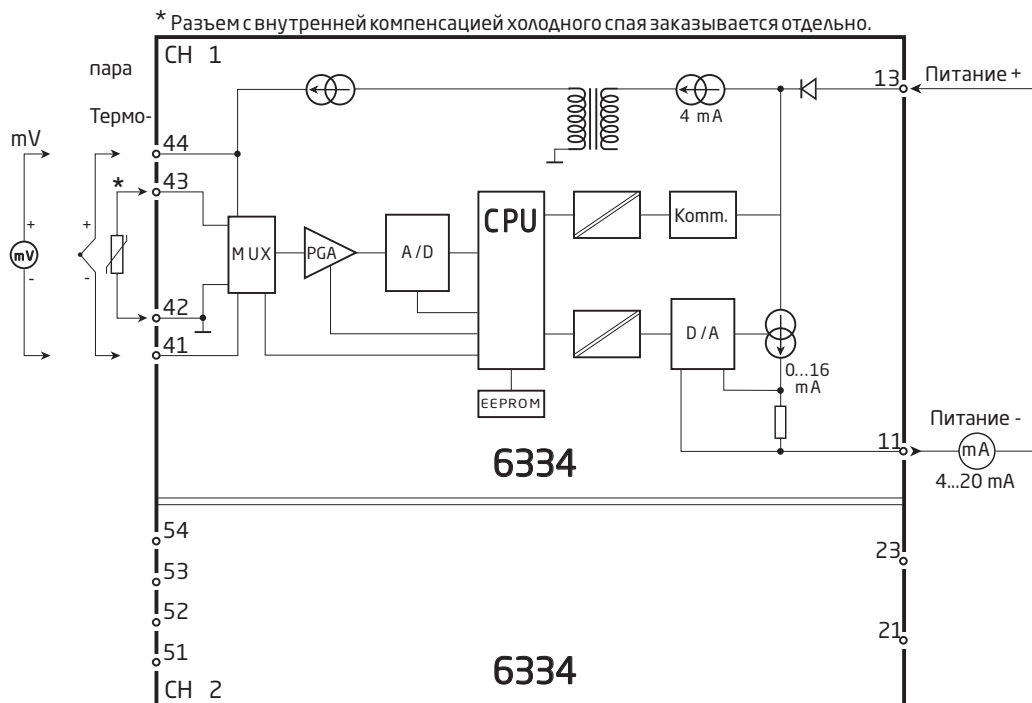 * Разъем с внутренней компенсацией холодного спая заказывается отдельно.
CH 1
пара
Термо-
mV
44
43
*
+
mV
-
+
-
42
41
MUX
PGA
A/D
CPU
EEPROM
Komm.
D/A
4 mA
0...16
mA
13
Питание +
11
Питание -
mA
4...20 mA
6334
54
53
52
51
23
21
6334
CH 2